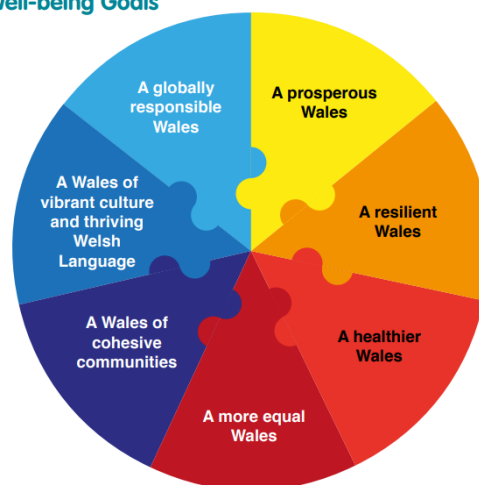 ell-being Goals
A globally
responsible
Wales
A prosperous
Wales
A resilient
Wales
A healthier
Wales
A more equal
Wales
A Wales of
cohesive
communities
A Wales of
vibrant culture
and thriving
Welsh
Language